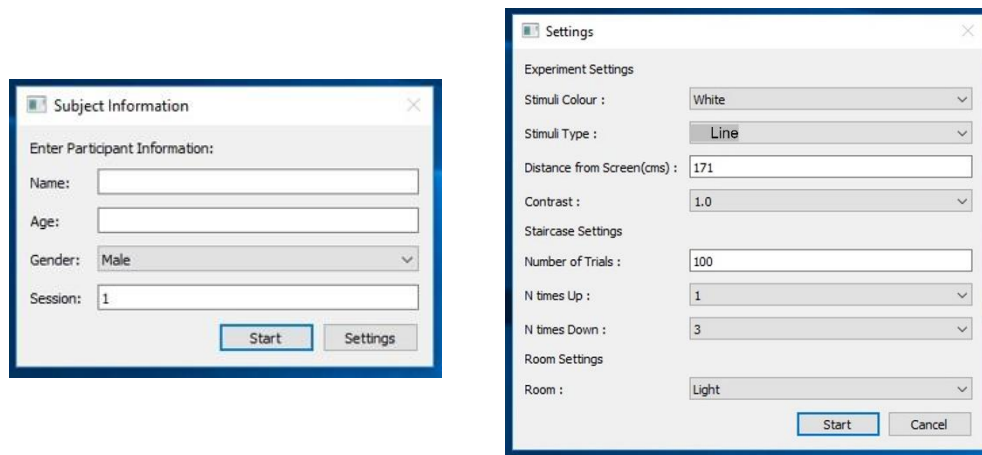 Subject Information
Enter Participant Information:
Name:
Age:
Gender: Male
Session: 1
Start Settings
Settings
Experiment Settings
Stimuli Colour : White
Stimuli Type : Line
Distance from Screen(cms) : 171
Contrast : 1.0
Staircase Settings
Number of Trials : 100
N times Up : 1
N times Down : 3
Room Settings
Room : Light
Start Cancel